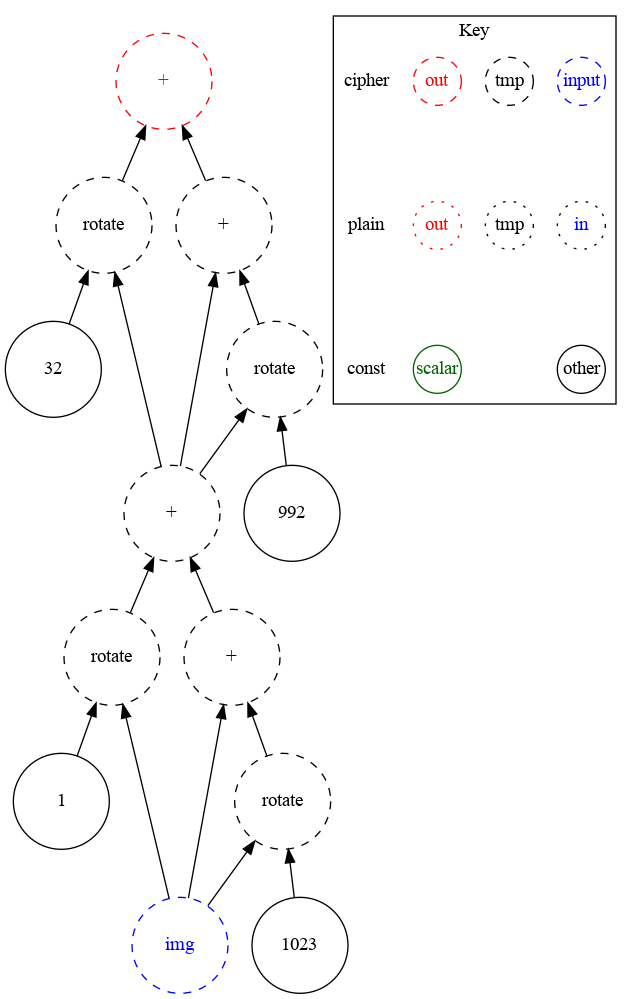 +
rotate
+
32
rotate
+
992
rotate
+
1
rotate
img
1023
Key
cipher out tmp input
plain out tmp in
const scalar other